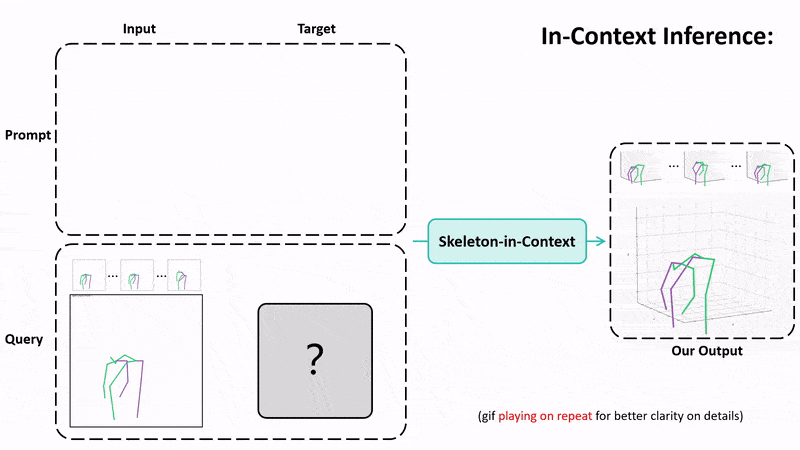 Input
Target
In-Context Inference:
Prompt
...
...
Skeleton-in-Context
...
...
Query
?
Our Output
(gif playing on repeat for better clarity on details)